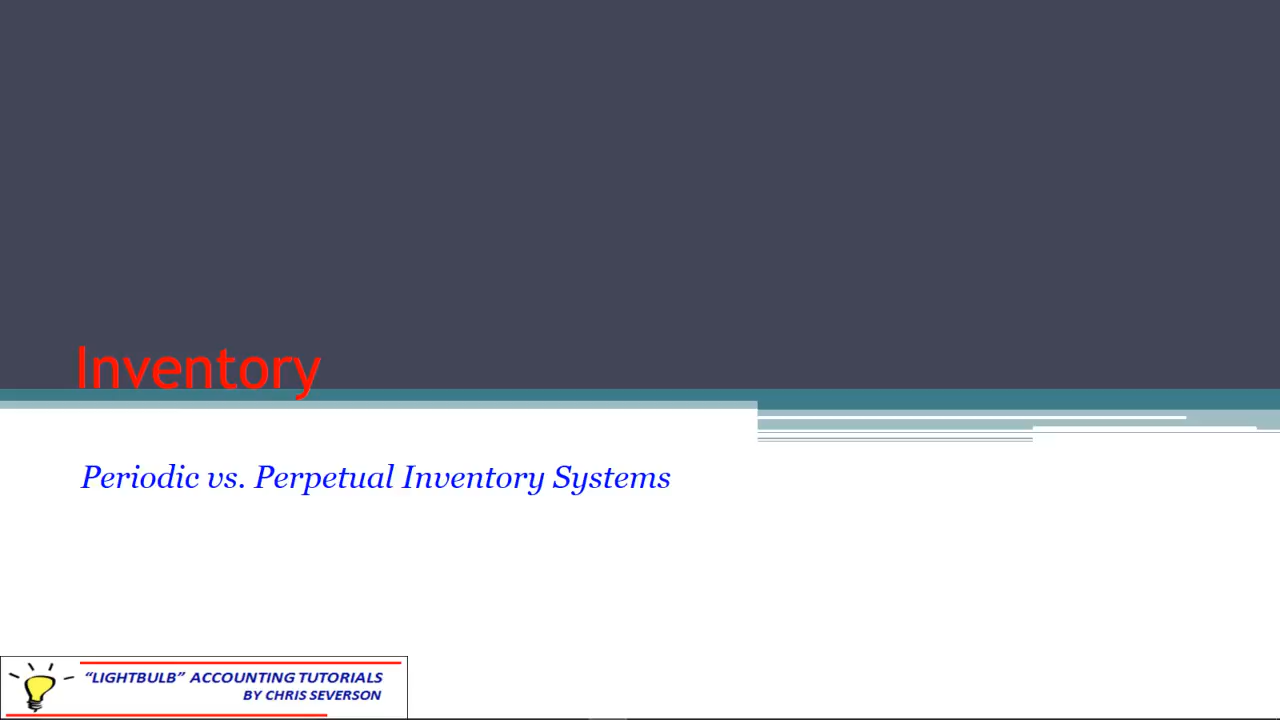 Inventory
Periodic vs. Perpetual Inventory Systems
“LIGHTBULB” ACCOUNTING TUTORIALS
BY CHRIS SEVERSON